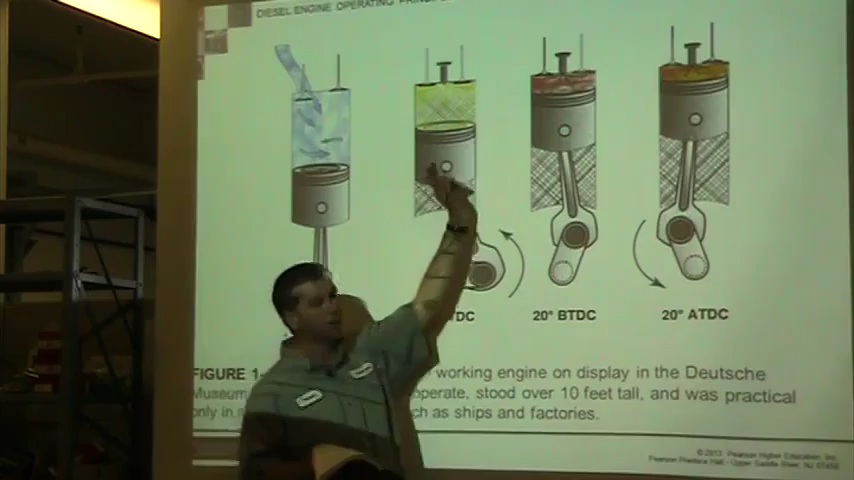 DIESEL ENGINE OPERATING PRINCIP
TDC
20° BTDC
20° ATDC
FIGURE 1- working engine on display in the Deutsche
Museum operate, stood over 10 feet tall, and was practical
only in such as ships and factories.
© 2013 Pearson Higher Education, Inc.
Pearson Prentice Hall - Upper Saddle River, NJ 07458